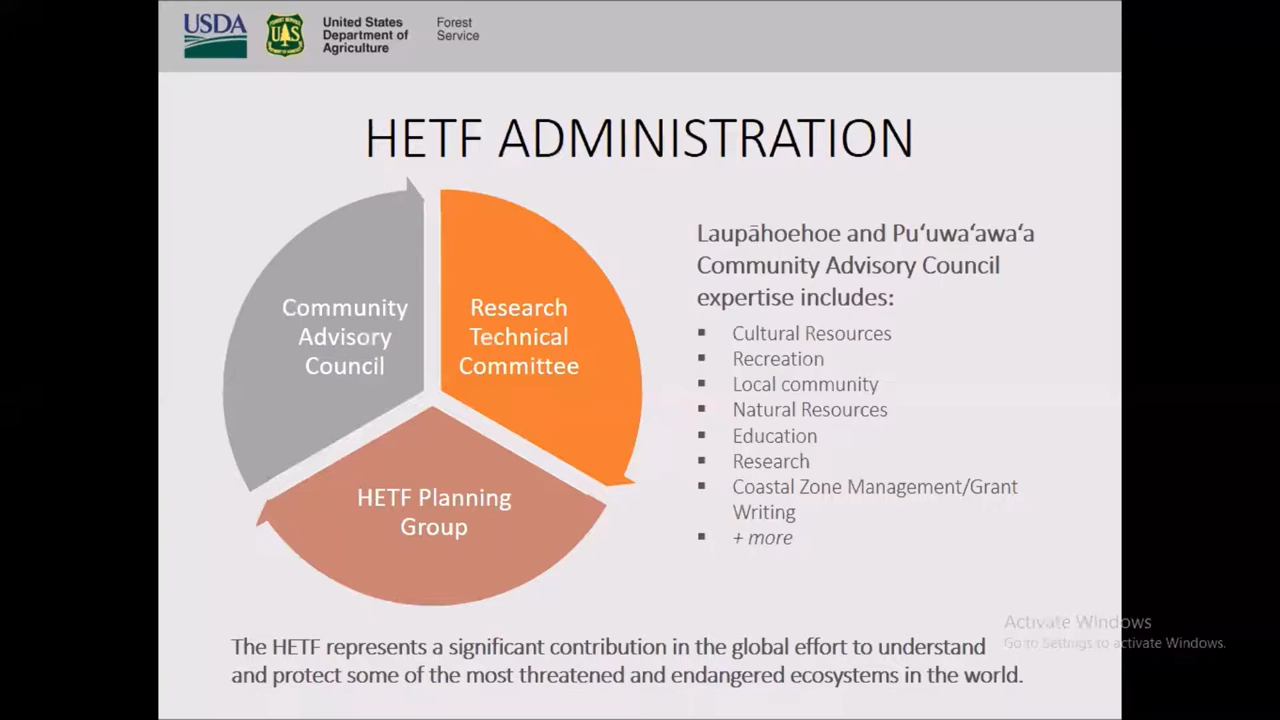 USDA
UAS
United States
Department of
Agriculture
Forest
Service
HETF ADMINISTRATION
Community
Advisory
Council
Research
Technical
Committee
HETF Planning
Group
Laupāhoehoe and Puʻuwaʻawaʻa
Community Advisory Council
expertise includes:
▪ Cultural Resources
▪ Recreation
▪ Local community
▪ Natural Resources
▪ Education
▪ Research
▪ Coastal Zone Management/Grant
Writing
▪ + more
The HETF represents a significant contribution in the global effort to understand
and protect some of the most threatened and endangered ecosystems in the world.
Activate Windows
Go to Settings to activate Windows.